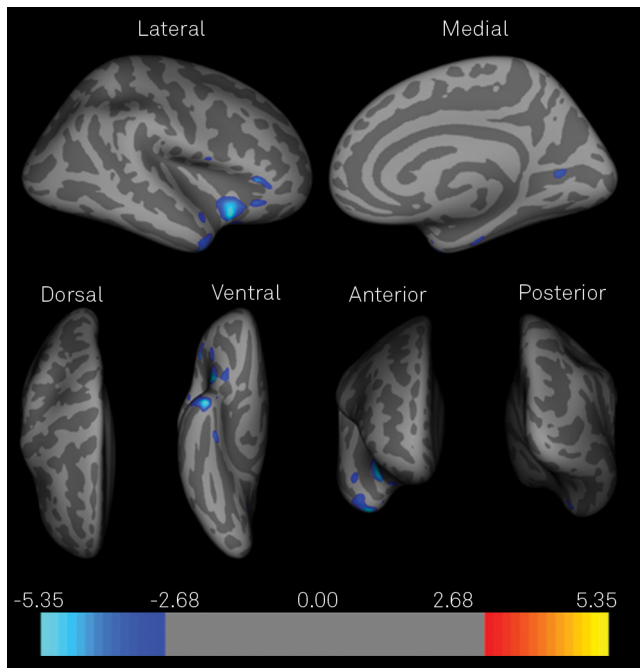 Lateral
Medial
Dorsal
Ventral
Anterior
Posterior
-5.35
-2.68
0.00
2.68
5.35